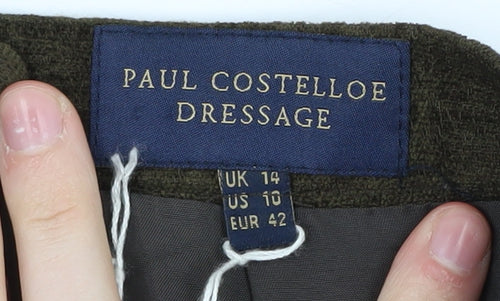 PAUL COSTELLOE
DRESSAGE
UK 14
US 10
EUR 42